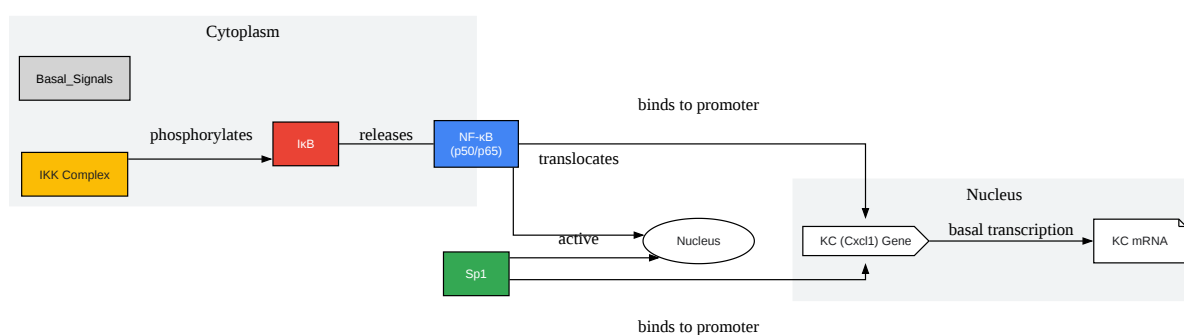 Cytoplasm
Basal_Signals
binds to promoter
phosphorylates
IκB
releases
NF-κB
(p50/p65)
translocates
IKK Complex
Nucleus
active
Nucleus
KC (Cxcl1) Gene
basal transcription
KC mRNA
Sp1
binds to promoter